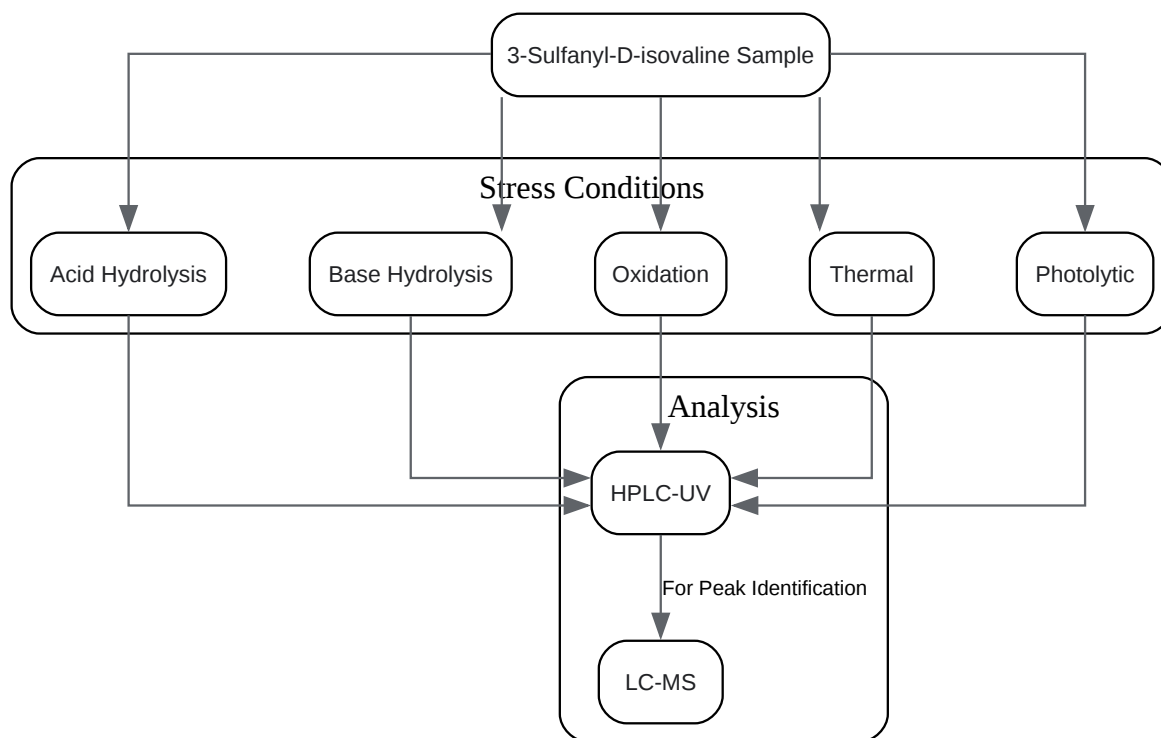 3-Sulfanyl-D-isovaline Sample
Stress Conditions
Acid Hydrolysis
Base Hydrolysis
Oxidation
Thermal
Photolytic
Analysis
HPLC-UV
For Peak Identification
LC-MS